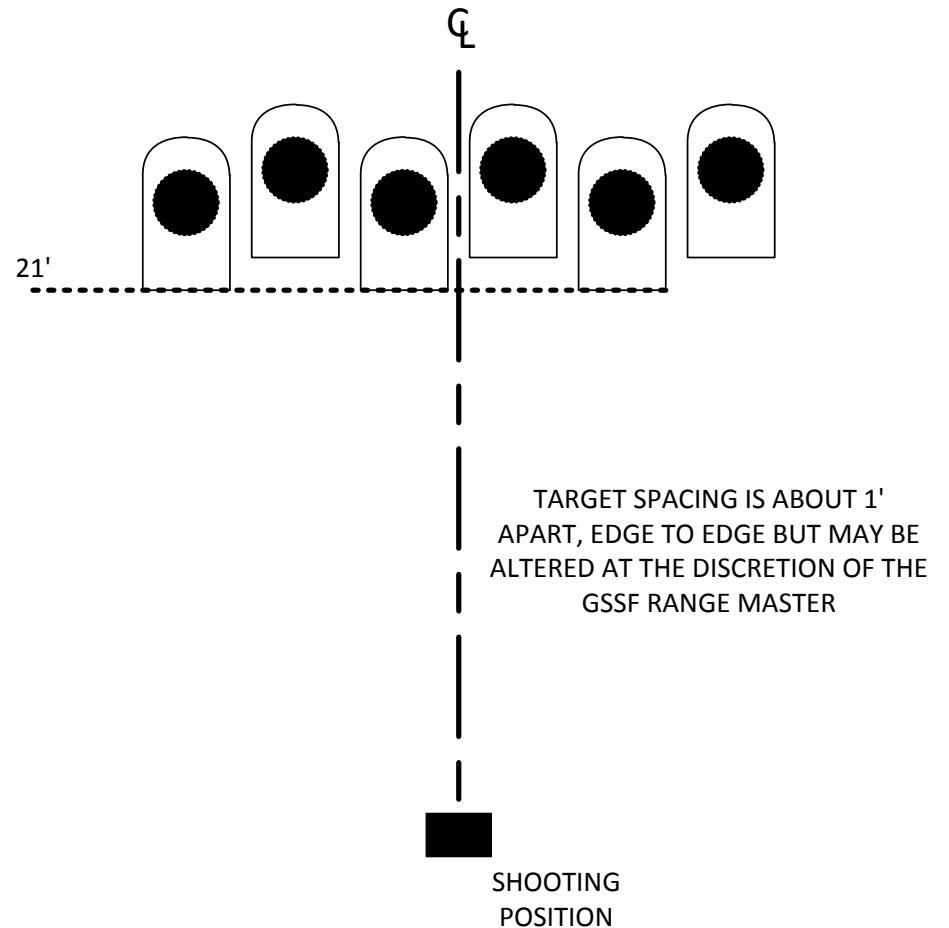 ℄
21'
TARGET SPACING IS ABOUT 1'
APART, EDGE TO EDGE BUT MAY BE
ALTERED AT THE DISCRETION OF THE
GSSF RANGE MASTER
SHOOTING
POSITION